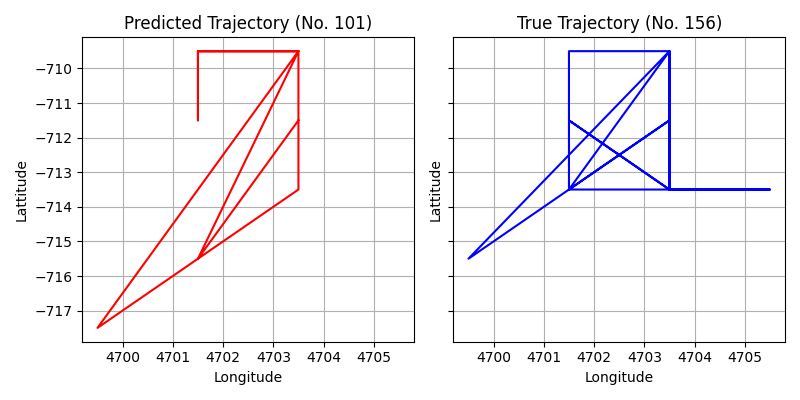 Predicted Trajectory (No. 101)
True Trajectory (No. 156)
−710
−711
−712
−713
−714
−715
−716
−717
Lattitude
Lattitude
4700 4701 4702 4703 4704 4705
4700 4701 4702 4703 4704 4705
Longitude
Longitude